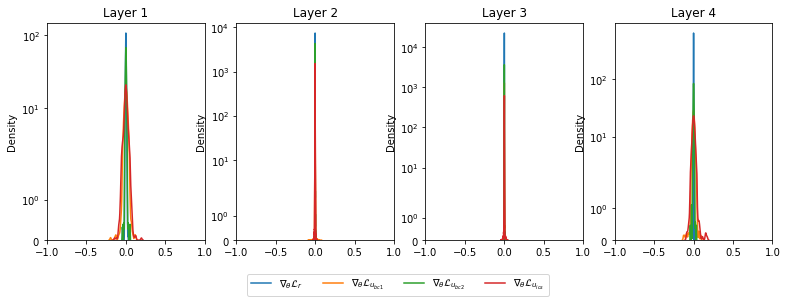 Layer 1 Layer 2 Layer 3 Layer 4
Density Density Density Density
10² 10¹ 10⁰ 0
10⁴ 10³ 10² 10¹ 10⁰ 0
10⁴ 10³ 10² 10¹ 10⁰ 0
10² 10¹ 10⁰ 0
−1.0 −0.5 0.0 0.5 1.0 −1.0 −0.5 0.0 0.5 1.0 −1.0 −0.5 0.0 0.5 1.0 −1.0 −0.5 0.0 0.5 1.0
∇θℒr ∇θℒu_bc1 ∇θℒu_bc2 ∇θℒu_ics